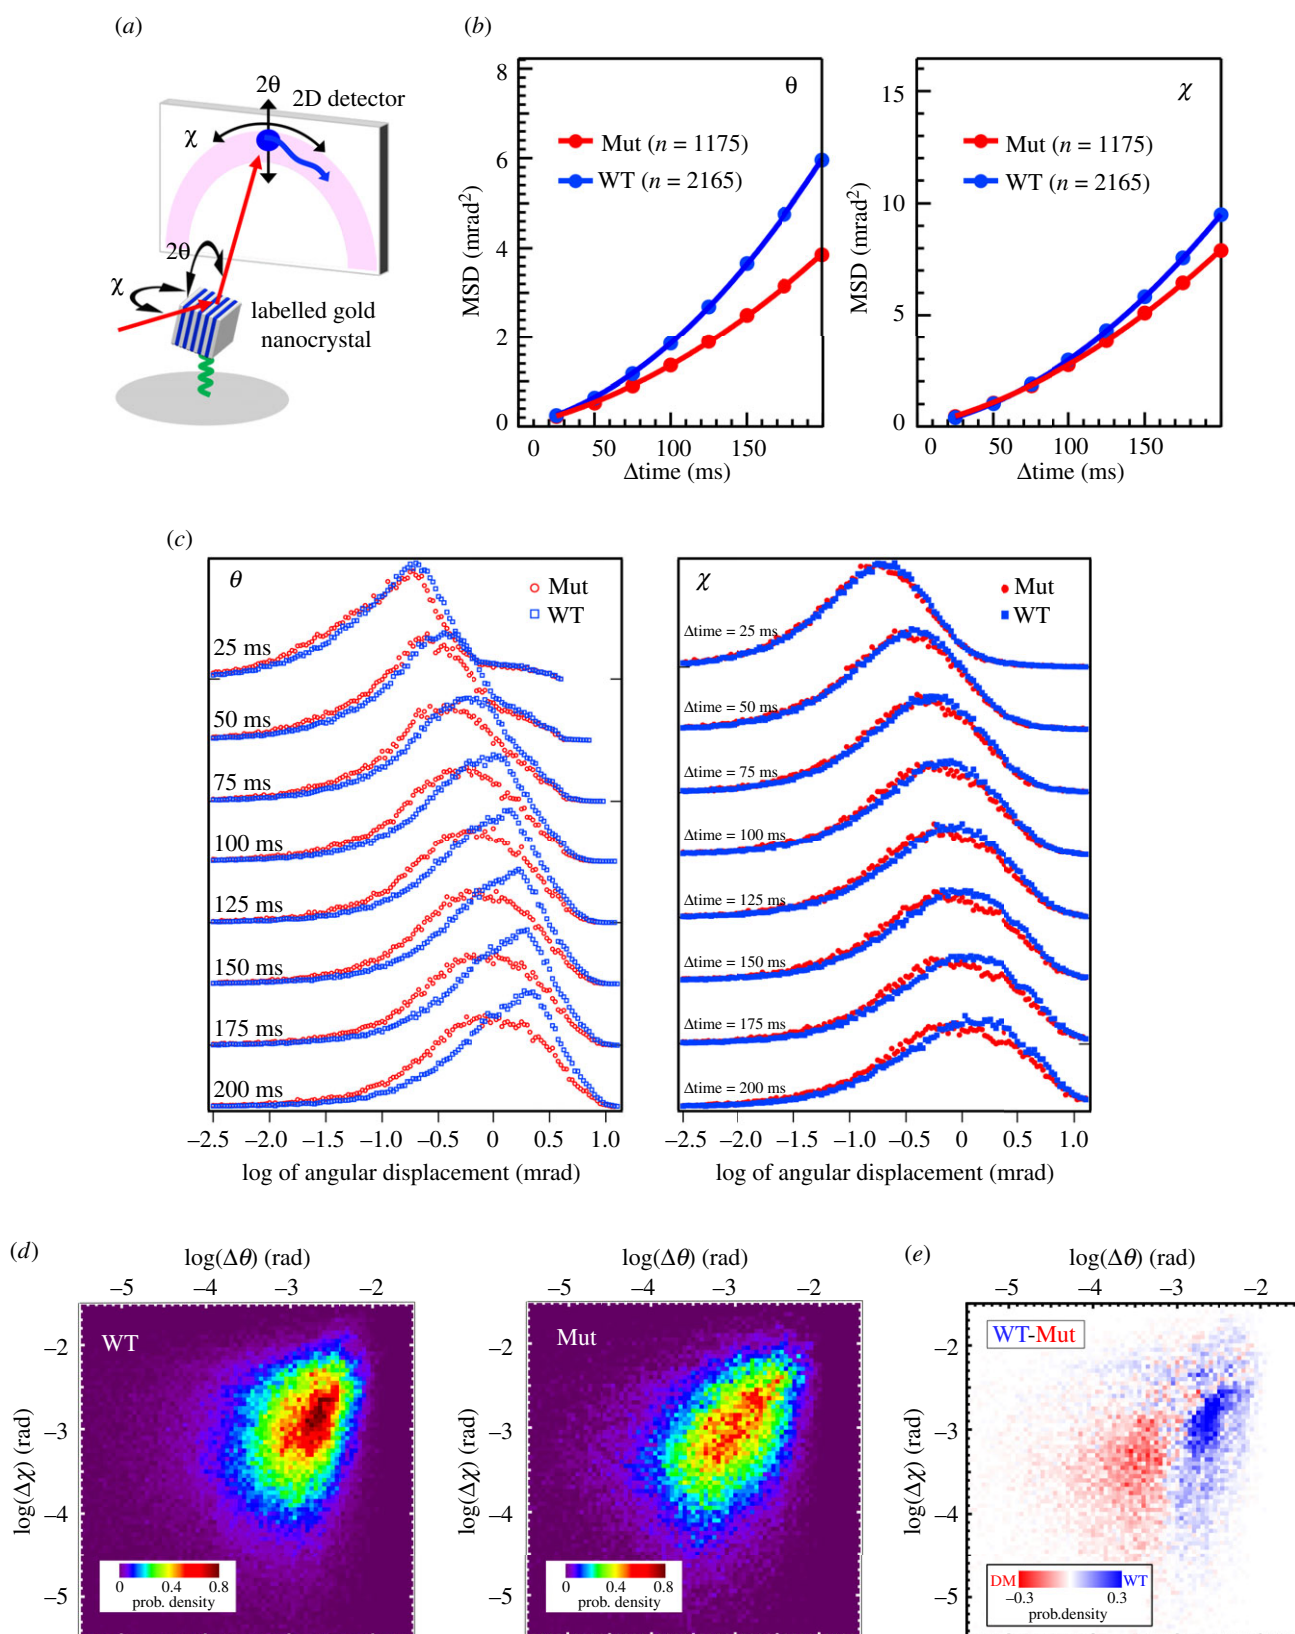 (a)
2θ
2D detector
χ
2θ
χ
labelled gold
nanocrystal
(b)
8
6
4
2
0
MSD (mrad²)
θ
Mut (n = 1175)
WT (n = 2165)
0 50 100 150
Δtime (ms)
15
10
5
0
MSD (mrad²)
χ
Mut (n = 1175)
WT (n = 2165)
0 50 100 150
Δtime (ms)
(c)
θ
Mut
WT
25 ms
50 ms
75 ms
100 ms
125 ms
150 ms
175 ms
200 ms
−2.5 −2.0 −1.5 −1.0 −0.5 0 0.5 1.0
log of angular displacement (mrad)
χ
Mut
WT
Δtime = 25 ms
Δtime = 50 ms
Δtime = 75 ms
Δtime = 100 ms
Δtime = 125 ms
Δtime = 150 ms
Δtime = 175 ms
Δtime = 200 ms
−2.5 −2.0 −1.5 −1.0 −0.5 0 0.5 1.0
log of angular displacement (mrad)
(d)
log(Δθ) (rad)
−5 −4 −3 −2
WT
−2
−3
−4
−5
log(Δχ) (rad)
0 0.4 0.8
prob. density
log(Δθ) (rad)
−5 −4 −3 −2
Mut
−2
−3
−4
−5
log(Δχ) (rad)
0 0.4 0.8
prob. density
(e)
log(Δθ) (rad)
−5 −4 −3 −2
WT-Mut
−2
−3
−4
−5
log(Δχ) (rad)
DM WT
−0.3 0.3
prob.density